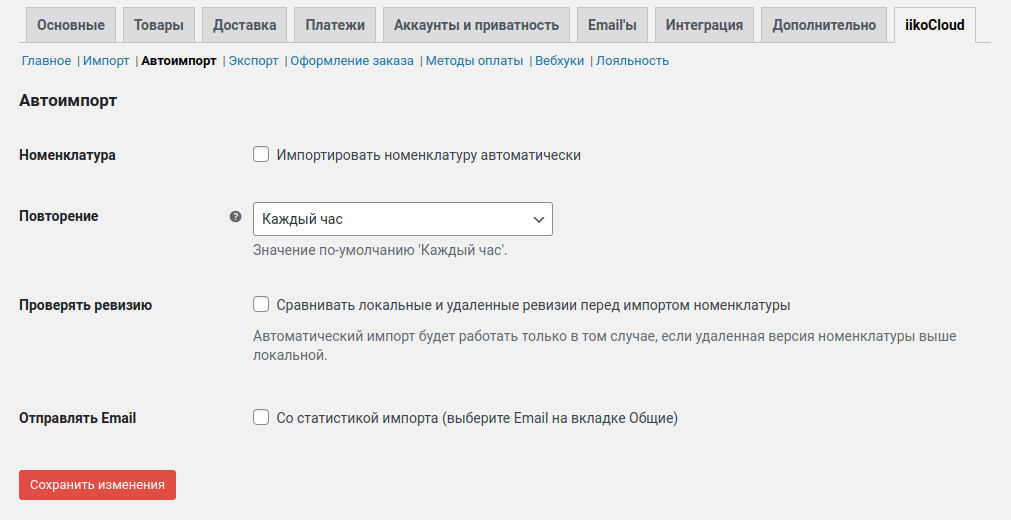 Основные Товары Доставка Платежи Аккаунты и приватность Email'ы Интеграция Дополнительно iikoCloud
Главное | Импорт | Автоимпорт | Экспорт | Оформление заказа | Методы оплаты | Вебхуки | Лояльность
Автоимпорт
Номенклатура Импортировать номенклатуру автоматически
Повторение ? Каждый час
Значение по-умолчанию 'Каждый час'.
Проверять ревизию Сравнивать локальные и удаленные ревизии перед импортом номенклатуры
Автоматический импорт будет работать только в том случае, если удаленная версия номенклатуры выше
локальной.
Отправлять Email Со статистикой импорта (выберите Email на вкладке Общие)
Сохранить изменения